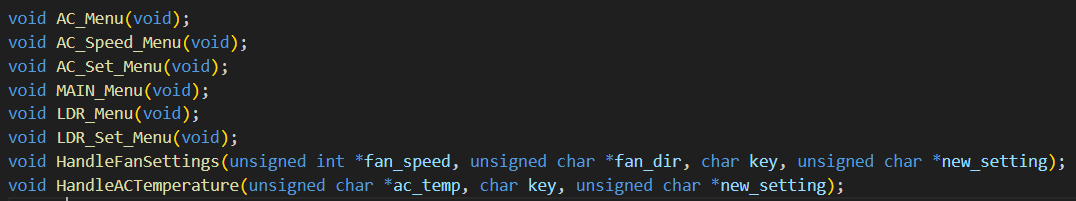 void AC_Menu(void);
void AC_Speed_Menu(void);
void AC_Set_Menu(void);
void MAIN_Menu(void);
void LDR_Menu(void);
void LDR_Set_Menu(void);
void HandleFanSettings(unsigned int *fan_speed, unsigned char *fan_dir, char key, unsigned char *new_setting);
void HandleACTemperature(unsigned char *ac_temp, char key, unsigned char *new_setting);